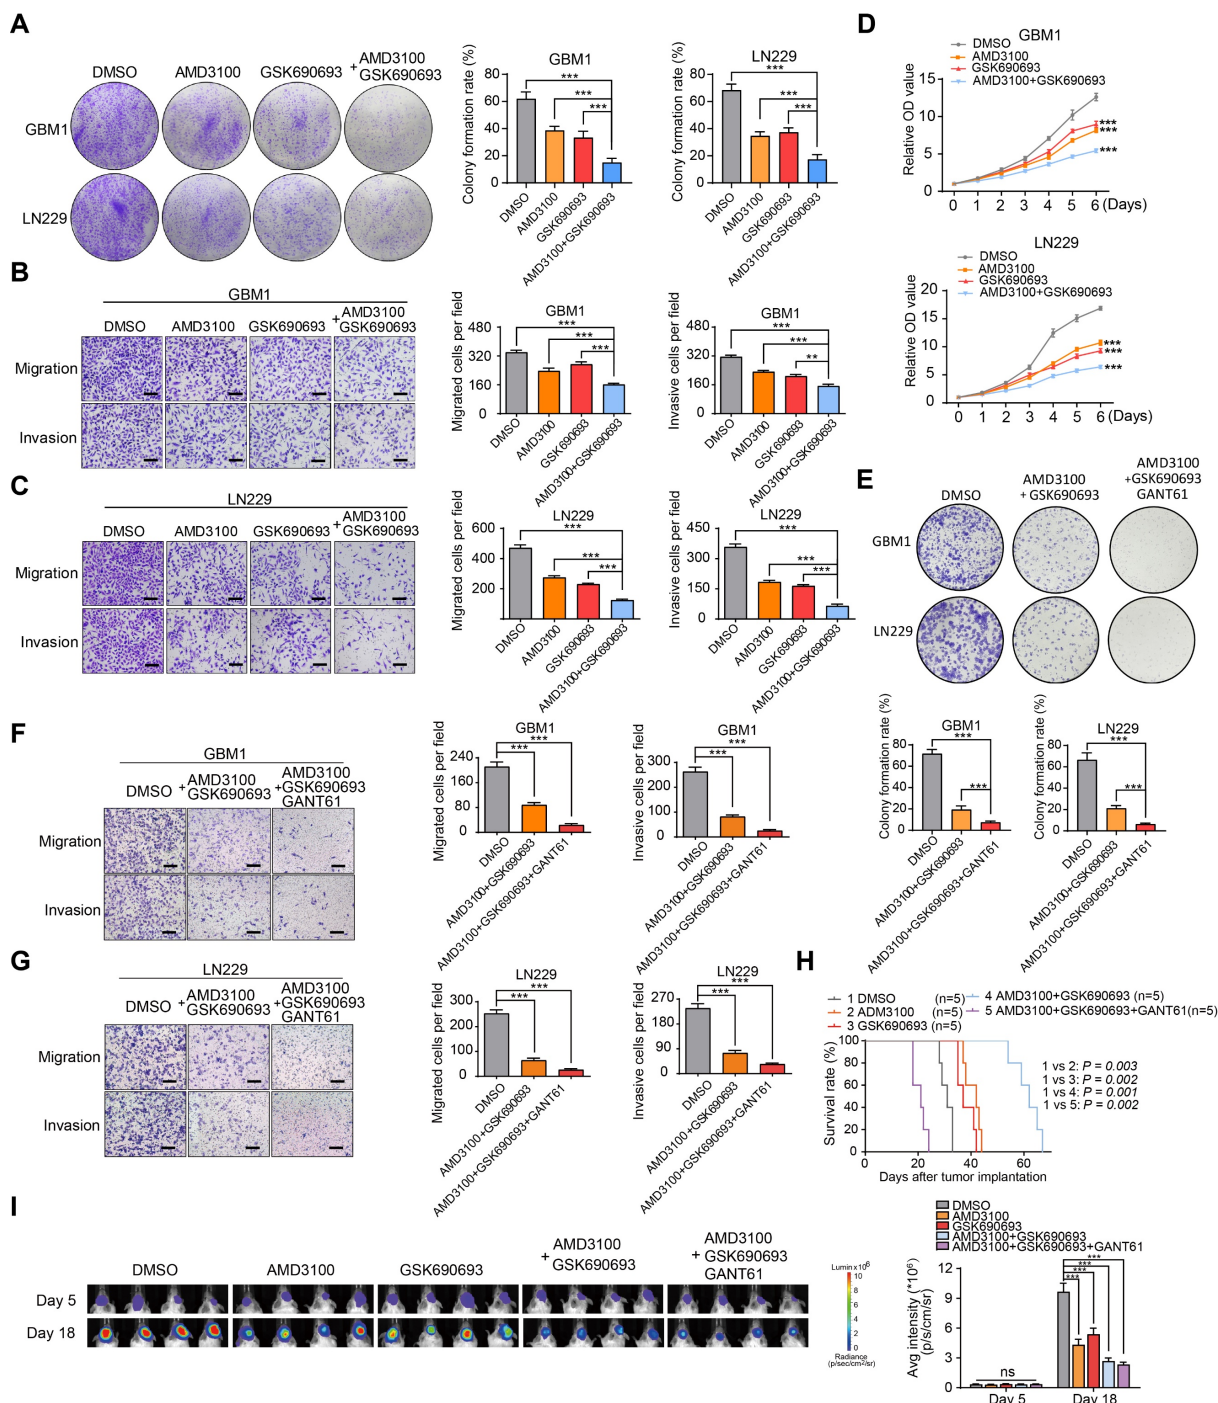 A
DMSO
AMD3100
GSK690693
AMD3100
+GSK690693
GBM1
LN229
GBM1
Colony formation rate (%)
80
60
40
20
0
***
***
***
DMSO
AMD3100
GSK690693
AMD3100+GSK690693
LN229
Colony formation rate (%)
80
60
40
20
0
***
***
***
DMSO
AMD3100
GSK690693
AMD3100+GSK690693
D
GBM1
DMSO
AMD3100
GSK690693
AMD3100+GSK690693
Relative OD value
15
10
5
0
***
***
***
0 1 2 3 4 5 6 (Days)
LN229
DMSO
AMD3100
GSK690693
AMD3100+GSK690693
Relative OD value
20
15
10
5
0
***
***
***
0 1 2 3 4 5 6 (Days)
B
GBM1
DMSO
AMD3100
GSK690693
+AMD3100
GSK690693
Migration
Invasion
GBM1
Migrated cells per field
480
320
160
0
***
***
***
DMSO
AMD3100
GSK690693
AMD3100+GSK690693
GBM1
Invasive cells per field
480
320
160
0
***
***
**
DMSO
AMD3100
GSK690693
AMD3100+GSK690693
C
LN229
DMSO
AMD3100
GSK690693
+AMD3100
GSK690693
Migration
Invasion
LN229
Migrated cells per field
600
400
200
***
***
***
DMSO
AMD3100
GSK690693
AMD3100+GSK690693
LN229
Invasive cells per field
450
300
150
0
***
***
***
DMSO
AMD3100
GSK690693
AMD3100+GSK690693
E
DMSO
AMD3100
+GSK690693
AMD3100
+GSK690693
GANT61
GBM1
LN229
GBM1
Colony formation rate (%)
80
60
40
20
0
***
***
DMSO
AMD3100+GSK690693
AMD3100+GSK690693+GANT61
LN229
Colony formation rate (%)
80
60
40
20
0
***
***
DMSO
AMD3100+GSK690693
AMD3100+GSK690693+GANT61
F
GBM1
DMSO
+AMD3100
GSK690693
AMD3100
+GSK690693
GANT61
Migration
Invasion
GBM1
Migrated cells per field
240
160
80
0
***
***
DMSO
AMD3100+GSK690693
AMD3100+GSK690693+GANT61
GBM1
Invasive cells per field
300
200
100
0
***
***
DMSO
AMD3100+GSK690693
AMD3100+GSK690693+GANT61
G
LN229
DMSO
+AMD3100
GSK690693
AMD3100
+GSK690693
GANT61
Migration
Invasion
LN229
Migrated cells per field
300
200
100
0
***
***
DMSO
AMD3100+GSK690693
AMD3100+GSK690693+GANT61
LN229
Invasive cells per field
270
180
90
0
***
***
DMSO
AMD3100+GSK690693
AMD3100+GSK690693+GANT61
H
1 DMSO (n=5)
2 ADM3100 (n=5)
3 GSK690693 (n=5)
4 AMD3100+GSK690693 (n=5)
5 AMD3100+GSK690693+GANT61(n=5)
Survival rate (%)
100
80
60
40
20
0
0 20 40 60
Days after tumor implantation
1 vs 2: P = 0.003
1 vs 3: P = 0.002
1 vs 4: P = 0.001
1 vs 5: P = 0.002
I
DMSO
AMD3100
GSK690693
AMD3100
+GSK690693
AMD3100
+GSK690693
GANT61
Day 5
Day 18
Lumin x10⁶
10
8
6
4
2
0
Radiance
(p/sec/cm²/sr)
DMSO
AMD3100
GSK690693
AMD3100+GSK690693
AMD3100+GSK690693+GANT61
Avg intensity (*10⁶)
(p/s/cm/sr)
12
9
6
3
0
ns
***
***
***
***
Day 5
Day 18